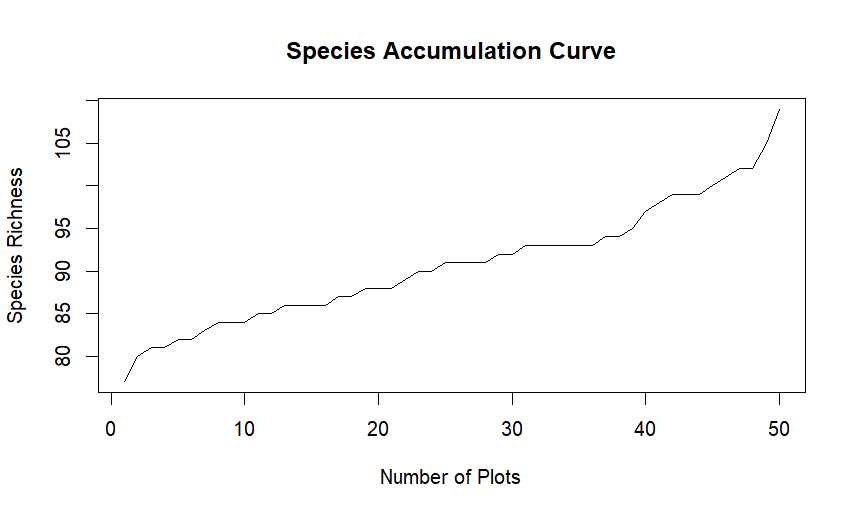 Species Accumulation Curve
Species Richness
105
95
90
85
80
0 10 20 30 40 50
Number of Plots